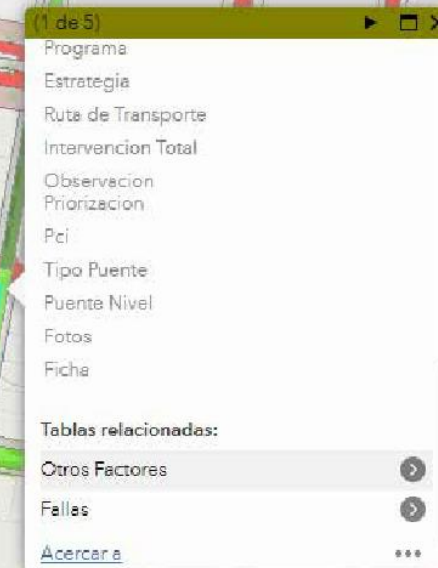 (1 de 5)
Programa
Estrategia
Ruta de Transporte
Intervencion Total
Observacion
Priorizacion
Pci
Tipo Puente
Puente Nivel
Fotos
Ficha
Tablas relacionadas:
Otros Factores
Fallas
Acercar a